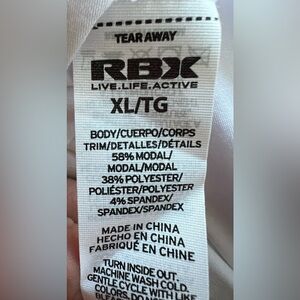 TEAR AWAY
RBX
LIVE.LIFE.ACTIVE
XL/TG
BODY/CUERPO/CORPS
TRIM/DETALLES/DÉTAILS
58% MODAL/
MODAL/MODAL
38% POLYESTER/
POLIÉSTER/POLYESTER
4% SPANDEX/
SPANDEX/SPANDEX
MADE IN CHINA
HECHO EN CHINA
FABRIQUÉ EN CHINE
TURN INSIDE OUT.
MACHINE WASH COLD.
GENTLE CYCLE WITH LIKE
COLORS. DO